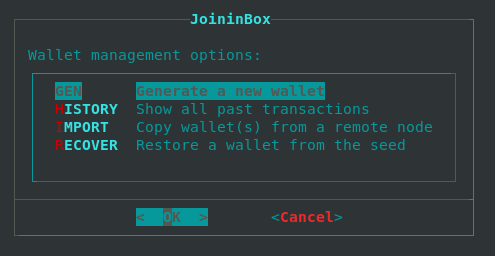 JoininBox
Wallet management options:
GEN Generate a new wallet
HISTORY Show all past transactions
IMPORT Copy wallet(s) from a remote node
RECOVER Restore a wallet from the seed
< OK > <Cancel>